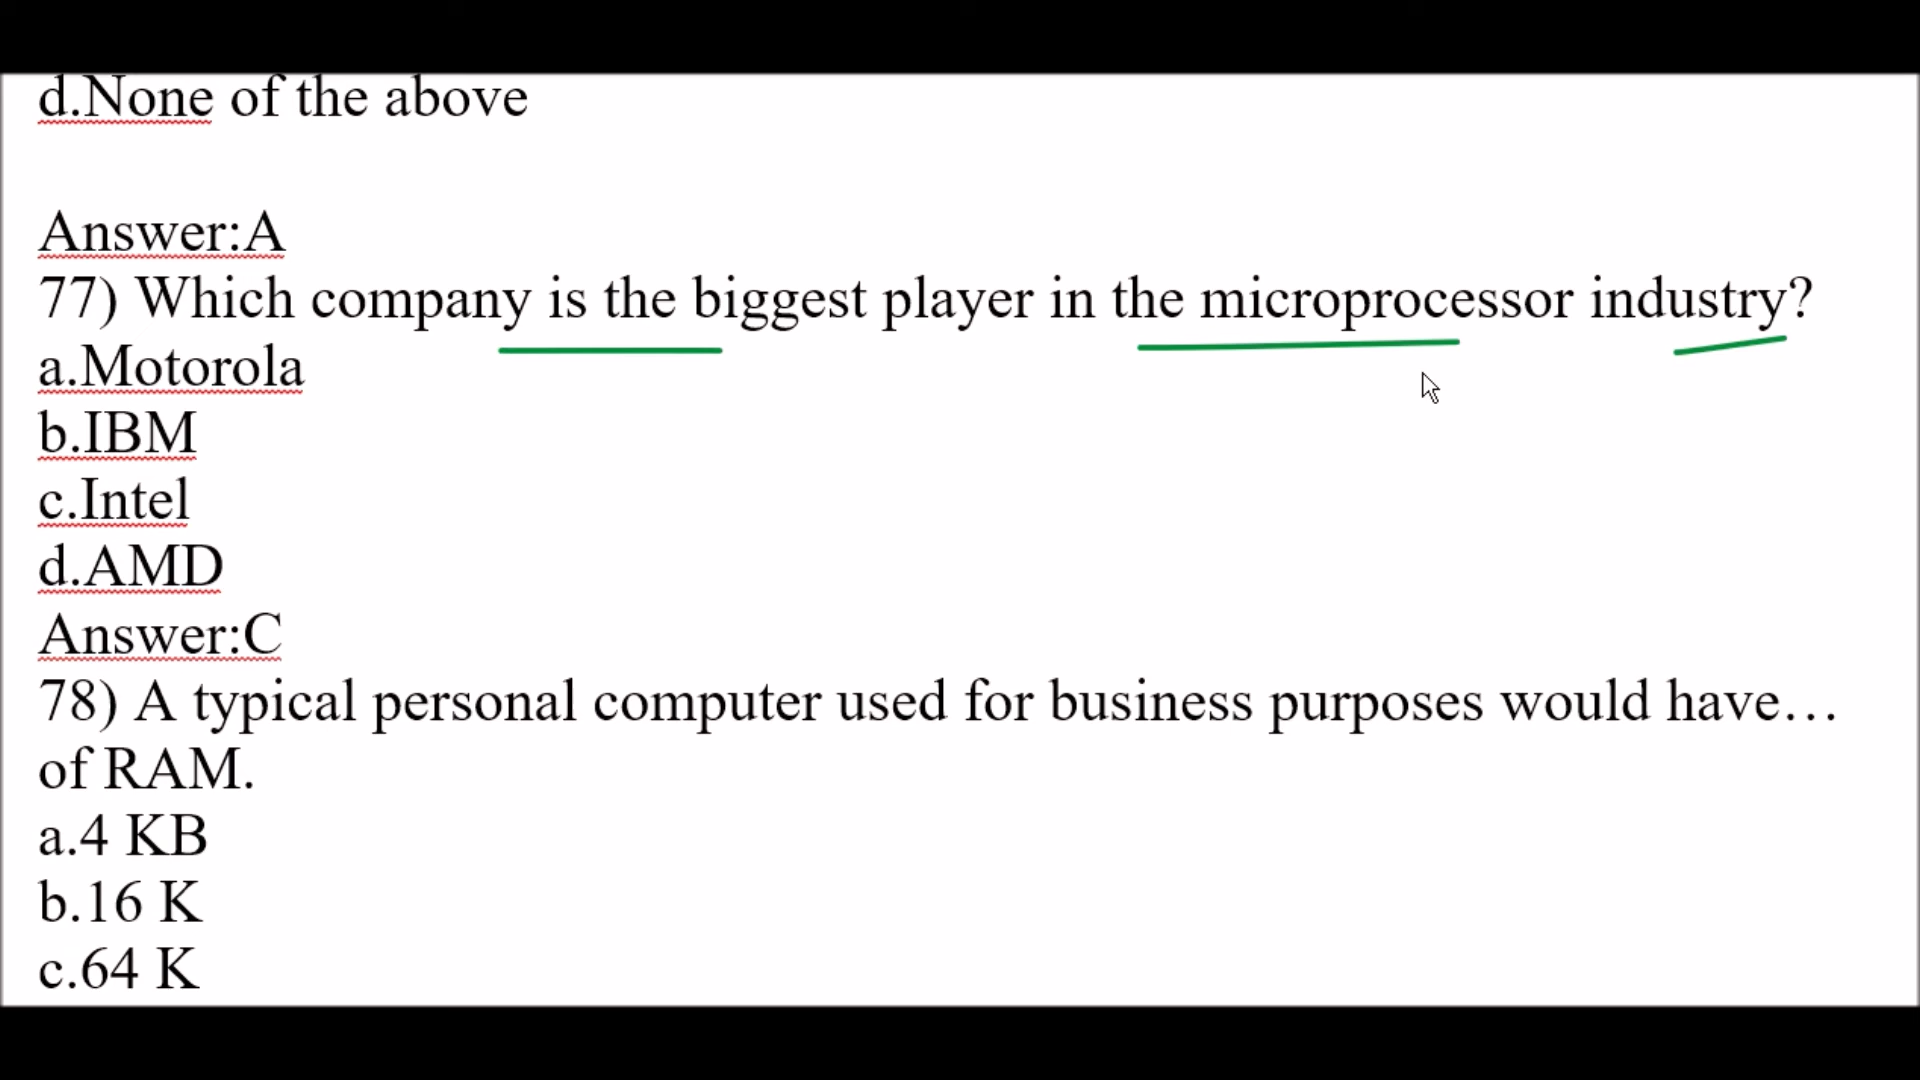 d.None of the above
Answer:A
77) Which company is the biggest player in the microprocessor industry?
a.Motorola
b.IBM
c.Intel
d.AMD
Answer:C
78) A typical personal computer used for business purposes would have…
of RAM.
a.4 KB
b.16 K
c.64 K